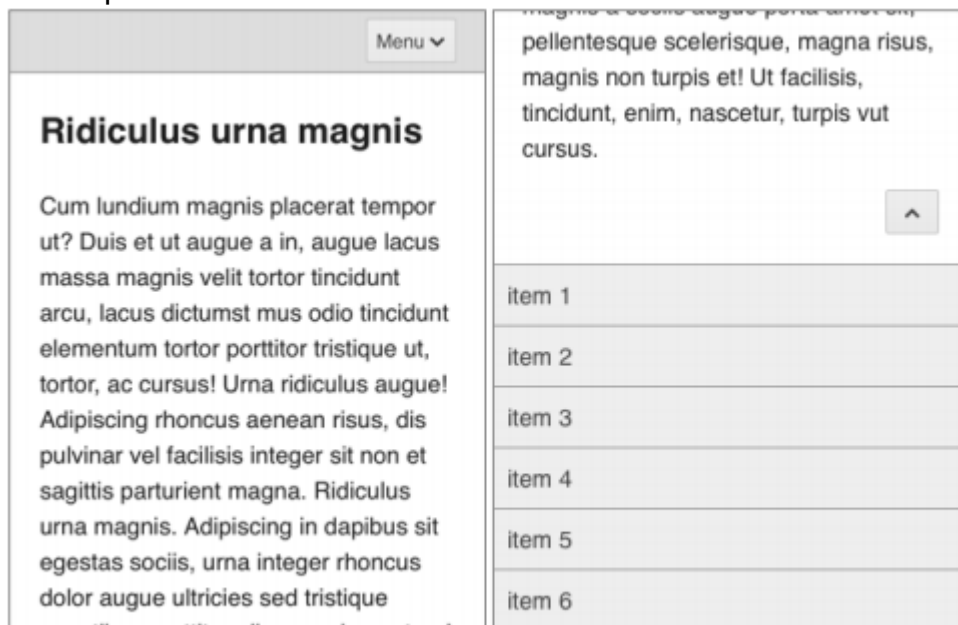 Menu
Ridiculus urna magnis
Cum lundium magnis placerat tempor
ut? Duis et ut augue a in, augue lacus
massa magnis velit tortor tincidunt
arcu, lacus dictumst mus odio tincidunt
elementum tortor porttitor tristique ut,
tortor, ac cursus! Urna ridiculus augue!
Adipiscing rhoncus aenean risus, dis
pulvinar vel facilisis integer sit non et
sagittis parturient magna. Ridiculus
urna magnis. Adipiscing in dapibus sit
egestas sociis, urna integer rhoncus
dolor augue ultricies sed tristique
pellentesque scelerisque, magna risus,
magnis non turpis et! Ut facilisis,
tincidunt, enim, nascetur, turpis vut
cursus.
item 1
item 2
item 3
item 4
item 5
item 6